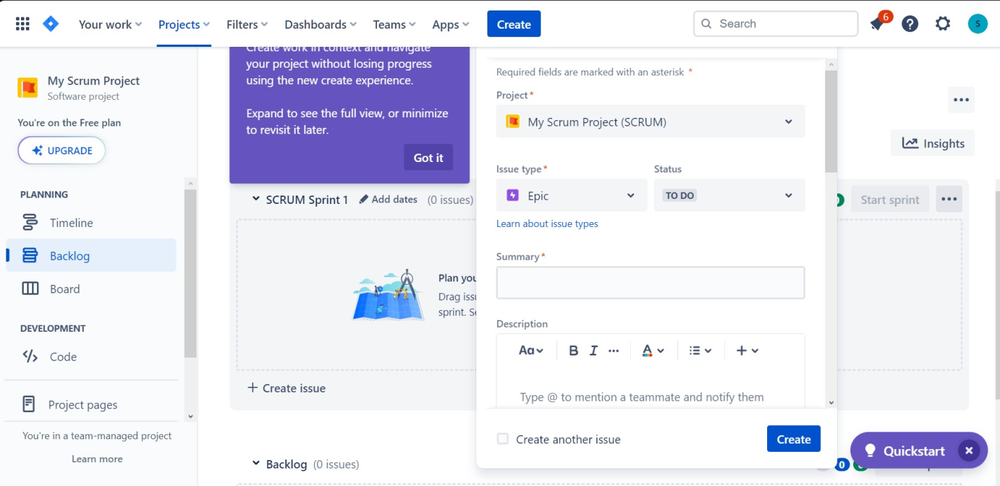 Your work
Projects
Filters
Dashboards
Teams
Apps
Create
Search
6
S
My Scrum Project
Software project
You're on the Free plan
UPGRADE
PLANNING
Timeline
Backlog
Board
DEVELOPMENT
Code
Project pages
You're in a team-managed project
Learn more
Create work in context and navigate
your project without losing progress
using the new create experience.
Expand to see the full view, or minimize
to revisit it later.
Got it
SCRUM Sprint 1
Add dates
(0 issues)
Plan you
Drag issu
sprint. Se
+ Create issue
Backlog (0 issues)
Required fields are marked with an asterisk *
Project*
My Scrum Project (SCRUM)
Issue type*
Status
Epic
TO DO
Learn about issue types
Summary*
Description
Aa
B
I
•••
A
+
Type @ to mention a teammate and notify them
Create another issue
Create
•••
Insights
Start sprint
•••
Quickstart
0